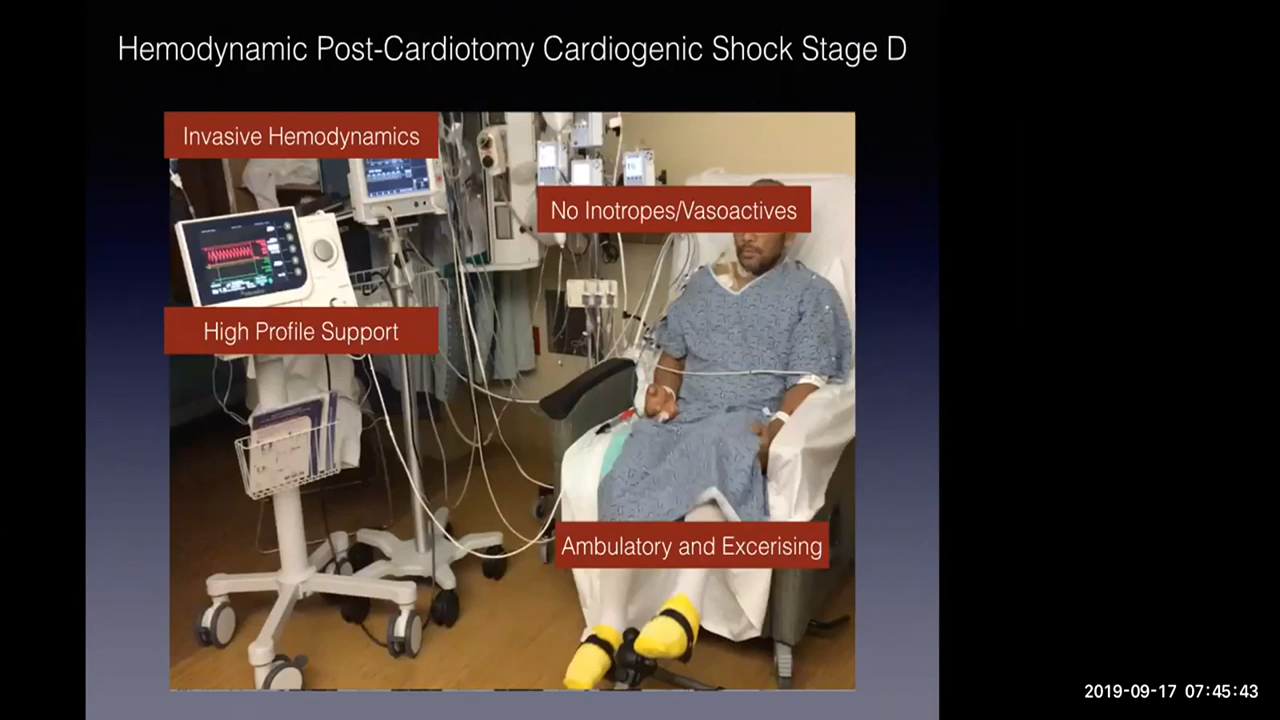 Hemodynamic Post-Cardiotomy Cardiogenic Shock Stage D
Invasive Hemodynamics
No Inotropes/Vasoactives
High Profile Support
Ambulatory and Excerising
2019-09-17 07:45:43